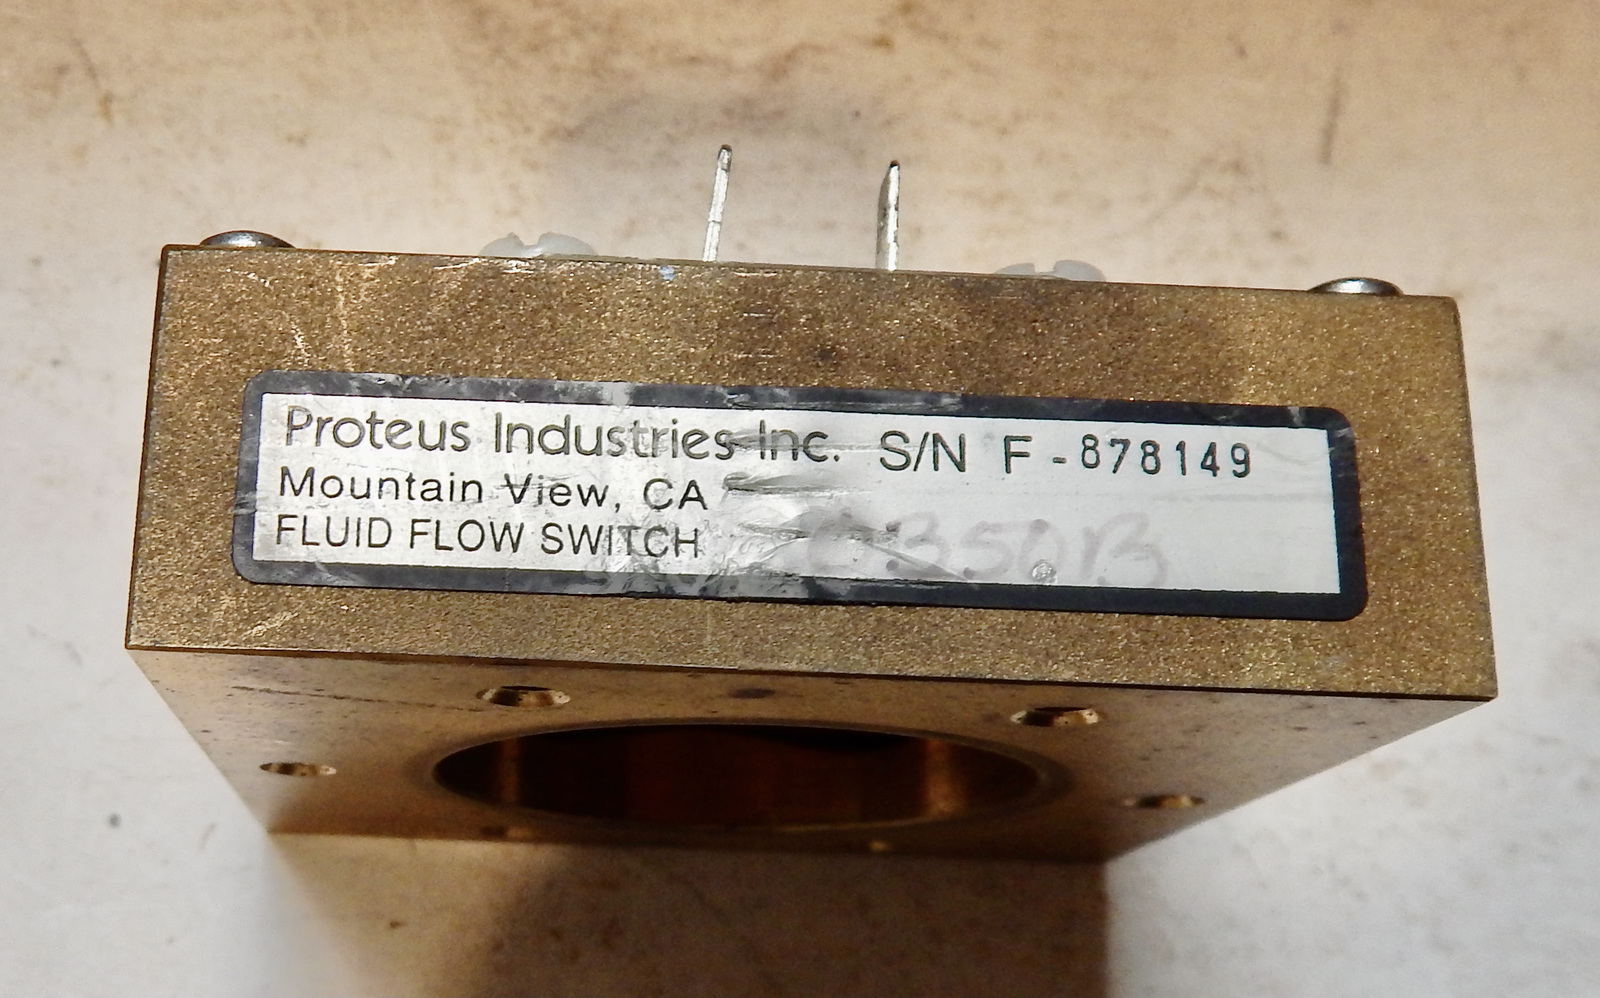 Proteus Industries Inc. S/N F-878149
Mountain View, CA
FLUID FLOW SWITCH